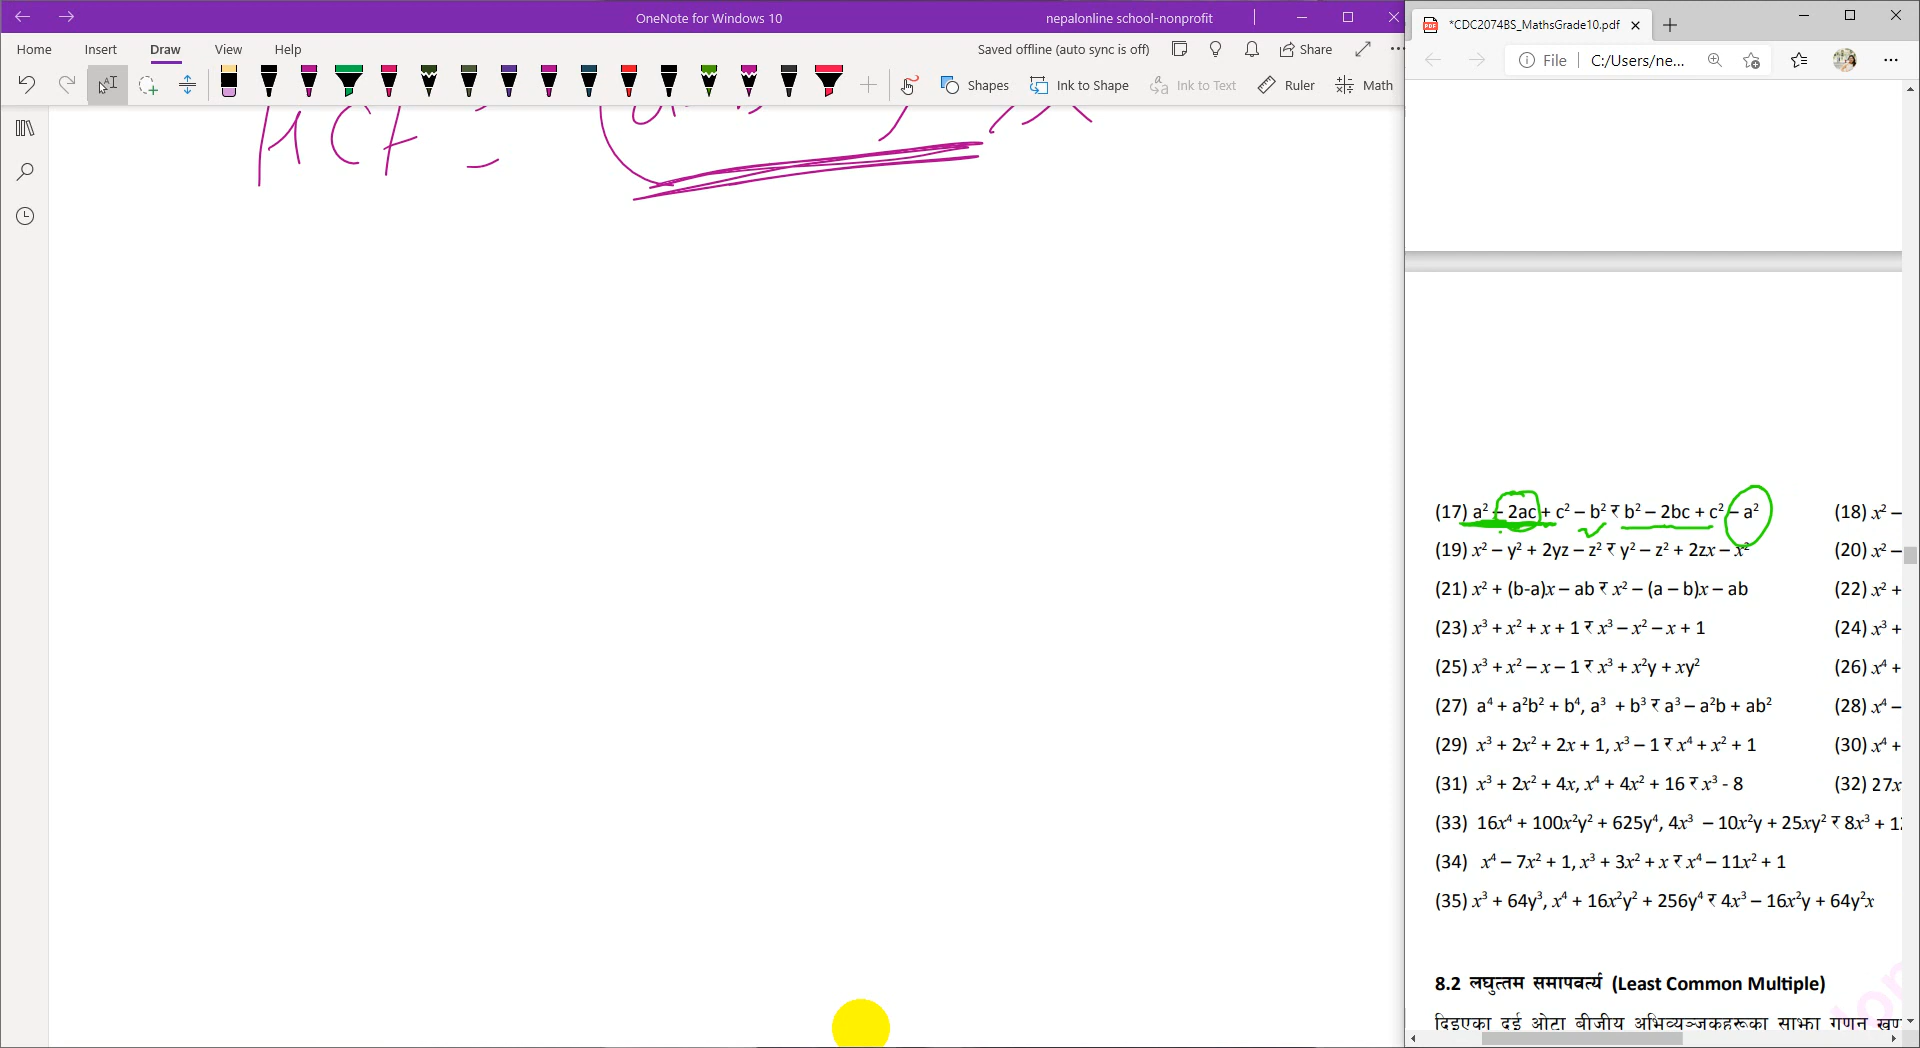 OneNote for Windows 10
nepalonline school-nonprofit
Home Insert Draw View Help
Saved offline (auto sync is off)
Share
Shapes
Ink to Shape
Ink to Text
Ruler
Math
HCF =
*CDC2074BS_MathsGrade10.pdf
File
C:/Users/ne...
(17) a² – 2ac + c² – b² र b² – 2bc + c² – a² (18) x² –
(19) x² – y² + 2yz – z² र y² – z² + 2zx – x² (20) x² –
(21) x² + (b-a)x – ab र x² – (a – b)x – ab (22) x² +
(23) x³ + x² + x + 1 र x³ – x² – x + 1 (24) x³ +
(25) x³ + x² – x – 1 र x³ + x²y + xy² (26) x⁴ +
(27) a⁴ + a²b² + b⁴, a³ + b³ र a³ – a²b + ab² (28) x⁴ –
(29) x³ + 2x² + 2x + 1, x³ – 1 र x⁴ + x² + 1 (30) x⁴ +
(31) x³ + 2x² + 4x, x⁴ + 4x² + 16 र x³ - 8 (32) 27x
(33) 16x⁴ + 100x²y² + 625y⁴, 4x³ – 10x²y + 25xy² र 8x³ + 1
(34) x⁴ – 7x² + 1, x³ + 3x² + x र x⁴ – 11x² + 1
(35) x³ + 64y³, x⁴ + 16x²y² + 256y⁴ र 4x³ – 16x²y + 64y²x
8.2 लघुत्तम समापवर्त्य (Least Common Multiple)
दिइएका दुई ओटा बीजीय अभिव्यञ्जकहरूका साझा गुणन